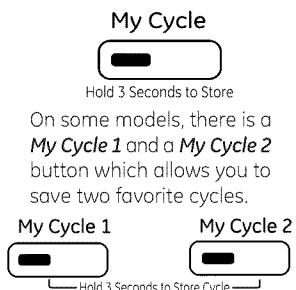 My Cycle
Hold 3 Seconds to Store
On some models, there is a
My Cycle 1 and a My Cycle 2
button which allows you to
save two favorite cycles.
My Cycle 1
My Cycle 2
Hold 3 Seconds to Store Cycle